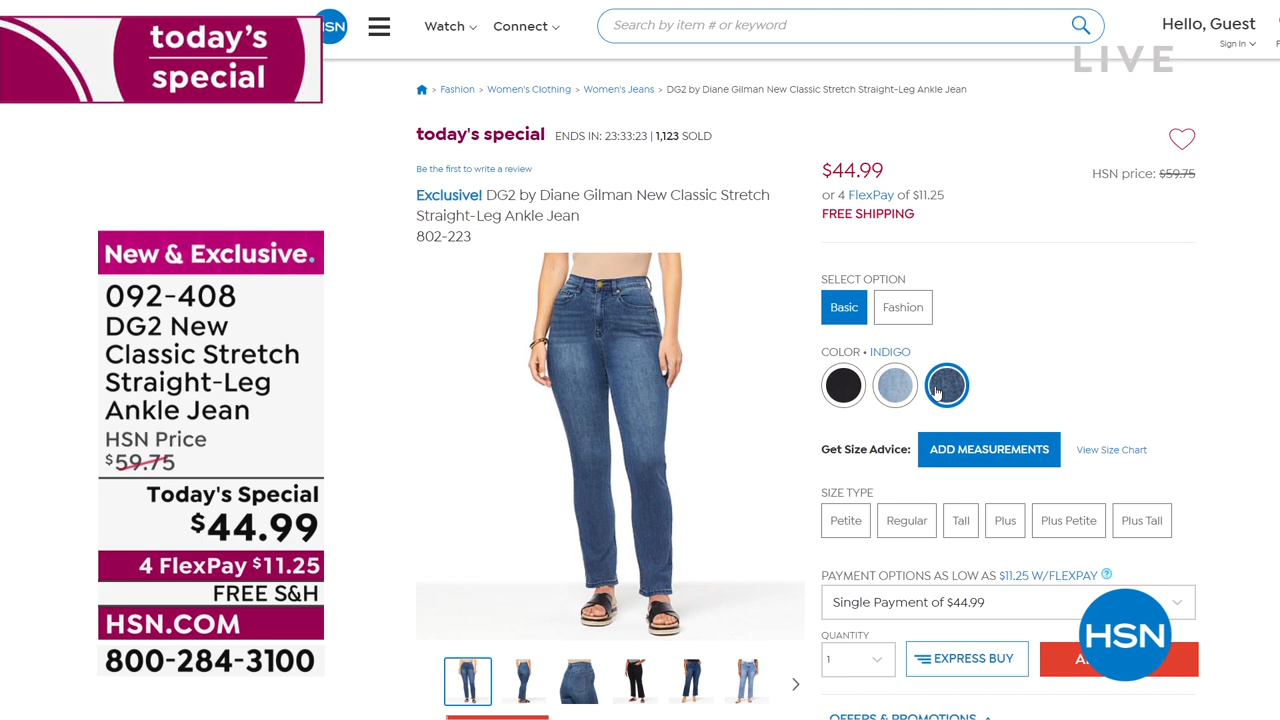 today's
special
HSN
Watch
Connect
Search by item # or keyword
Hello, Guest
Sign In
LIVE
> Fashion > Women's Clothing > Women's Jeans > DG2 by Diane Gilman New Classic Stretch Straight-Leg Ankle Jean
today's special ENDS IN: 23:33:23 | 1,123 SOLD
Be the first to write a review
Exclusive! DG2 by Diane Gilman New Classic Stretch
Straight-Leg Ankle Jean
802-223
$44.99
HSN price: $59.75
or 4 FlexPay of $11.25
FREE SHIPPING
SELECT OPTION
Basic
Fashion
COLOR • INDIGO
Get Size Advice:
ADD MEASUREMENTS
View Size Chart
SIZE TYPE
Petite
Regular
Tall
Plus
Plus Petite
Plus Tall
PAYMENT OPTIONS AS LOW AS $11.25 W/FLEXPAY ?
Single Payment of $44.99
QUANTITY
1
EXPRESS BUY
HSN
OFFERS & PROMOTIONS
New & Exclusive.
092-408
DG2 New
Classic Stretch
Straight-Leg
Ankle Jean
HSN Price
$59.75
Today's Special
$44.99
4 FlexPay $11.25
FREE S&H
HSN.COM
800-284-3100